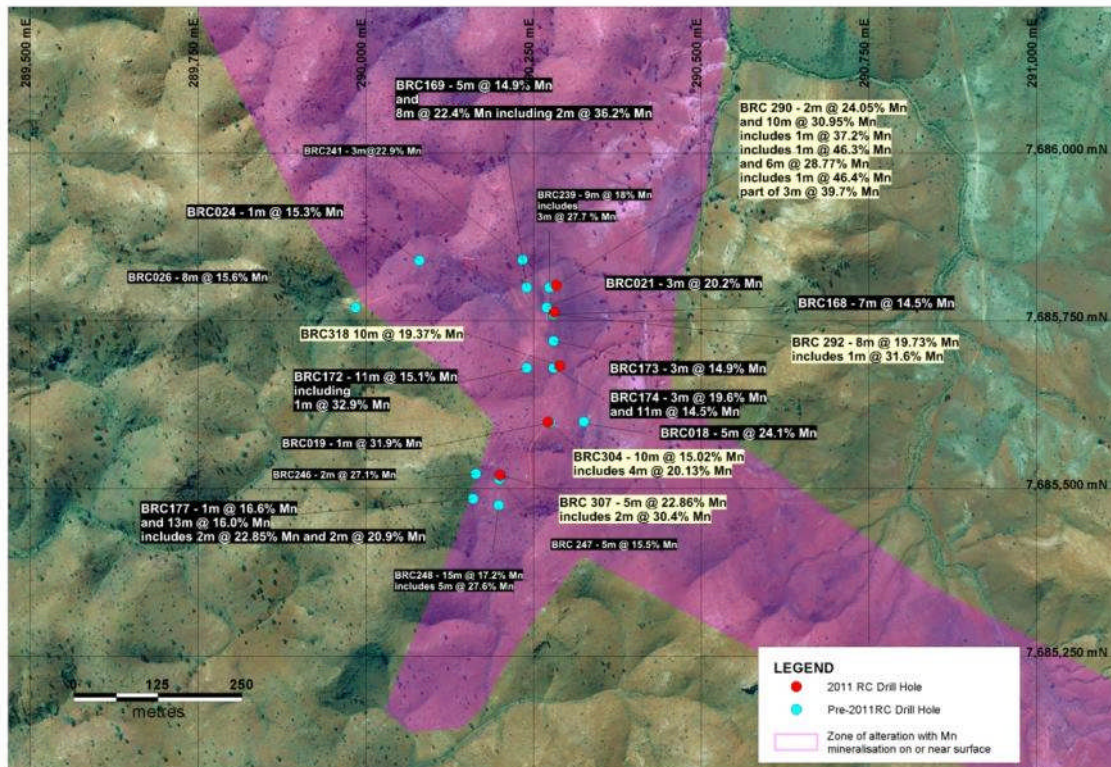 289,500 mE
289,750 mE
290,000 mE
290,250 mE
290,500 mE
290,750 mE
291,000 mE
BRC169 - 5m @ 14.9% Mn
and
8m @ 22.4% Mn including 2m @ 36.2% Mn
BRC 290 - 2m @ 24.05% Mn
and 10m @ 30.95% Mn
includes 1m @ 37.2% Mn
includes 1m @ 46.3% Mn
and 6m @ 28.77% Mn
includes 1m @ 46.4% Mn
part of 3m @ 39.7% Mn
7,686,000 mN
BRC241 - 3m@22.9% Mn
BRC239 - 9m @ 18% Mn
includes
3m @ 27.7 % Mn
BRC024 - 1m @ 15.3% Mn
BRC026 - 8m @ 15.6% Mn
BRC021 - 3m @ 20.2% Mn
BRC168 - 7m @ 14.5% Mn
7,685,750 mN
BRC318 10m @ 19.37% Mn
BRC 292 - 8m @ 19.73% Mn
includes 1m @ 31.6% Mn
BRC172 - 11m @ 15.1% Mn
including
1m @ 32.9% Mn
BRC173 - 3m @ 14.9% Mn
BRC174 - 3m @ 19.6% Mn
and 11m @ 14.5% Mn
BRC018 - 5m @ 24.1% Mn
BRC019 - 1m @ 31.9% Mn
BRC304 - 10m @ 15.02% Mn
includes 4m @ 20.13% Mn
BRC246 - 2m @ 27.1% Mn
7,685,500 mN
BRC177 - 1m @ 16.6% Mn
and 13m @ 16.0% Mn
includes 2m @ 22.85% Mn and 2m @ 20.9% Mn
BRC 307 - 5m @ 22.86% Mn
includes 2m @ 30.4% Mn
BRC 247 - 5m @ 15.5% Mn
BRC248 - 15m @ 17.2% Mn
includes 5m @ 27.6% Mn
7,685,250 mN
0 125 250
metres
LEGEND
2011 RC Drill Hole
Pre-2011RC Drill Hole
Zone of alteration with Mn
mineralisation on or near surface